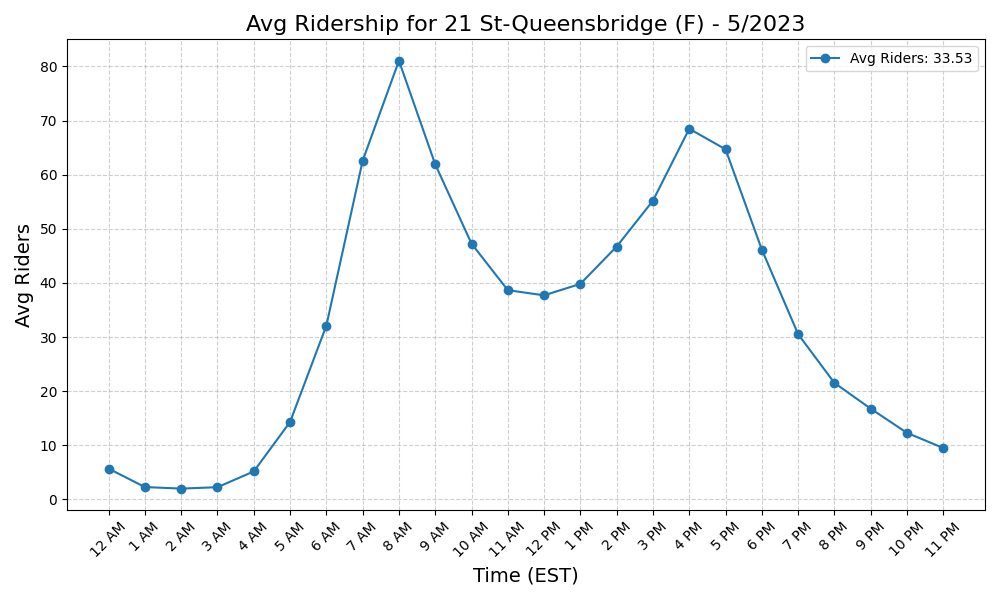 Avg Ridership for 21 St-Queensbridge (F) - 5/2023
Avg Riders: 33.53
Avg Riders
80
70
60
50
40
30
20
10
0
12 AM
1 AM
2 AM
3 AM
4 AM
5 AM
6 AM
7 AM
8 AM
9 AM
10 AM
11 AM
12 PM
1 PM
2 PM
3 PM
4 PM
5 PM
6 PM
7 PM
8 PM
9 PM
10 PM
11 PM
Time (EST)